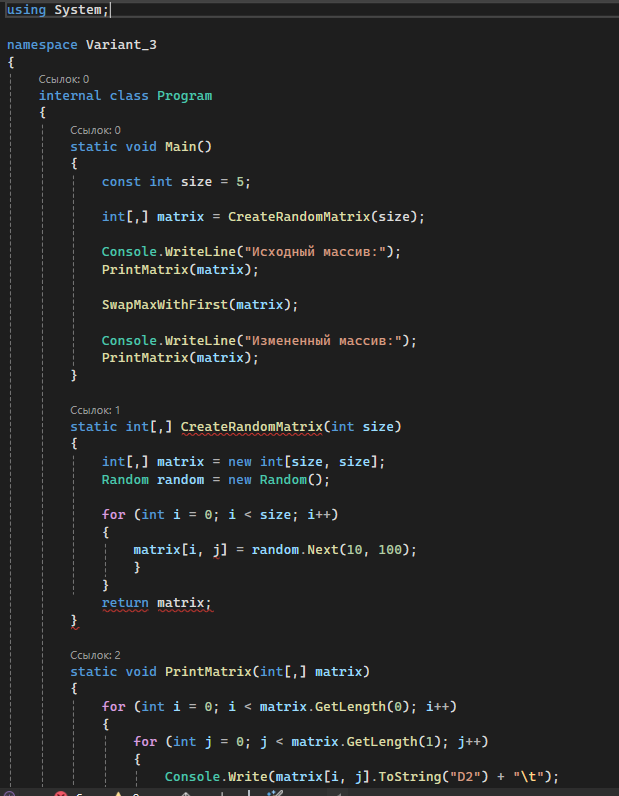 using System;
namespace Variant_3
{
Ссылок: 0
internal class Program
{
Ссылок: 0
static void Main()
{
const int size = 5;
int[,] matrix = CreateRandomMatrix(size);
Console.WriteLine("Исходный массив:");
PrintMatrix(matrix);
SwapMaxWithFirst(matrix);
Console.WriteLine("Измененный массив:");
PrintMatrix(matrix);
}
Ссылок: 1
static int[,] CreateRandomMatrix(int size)
{
int[,] matrix = new int[size, size];
Random random = new Random();
for (int i = 0; i < size; i++)
{
matrix[i, j] = random.Next(10, 100);
}
}
return matrix;
}
Ссылок: 2
static void PrintMatrix(int[,] matrix)
{
for (int i = 0; i < matrix.GetLength(0); i++)
{
for (int j = 0; j < matrix.GetLength(1); j++)
{
Console.Write(matrix[i, j].ToString("D2") + "\t");